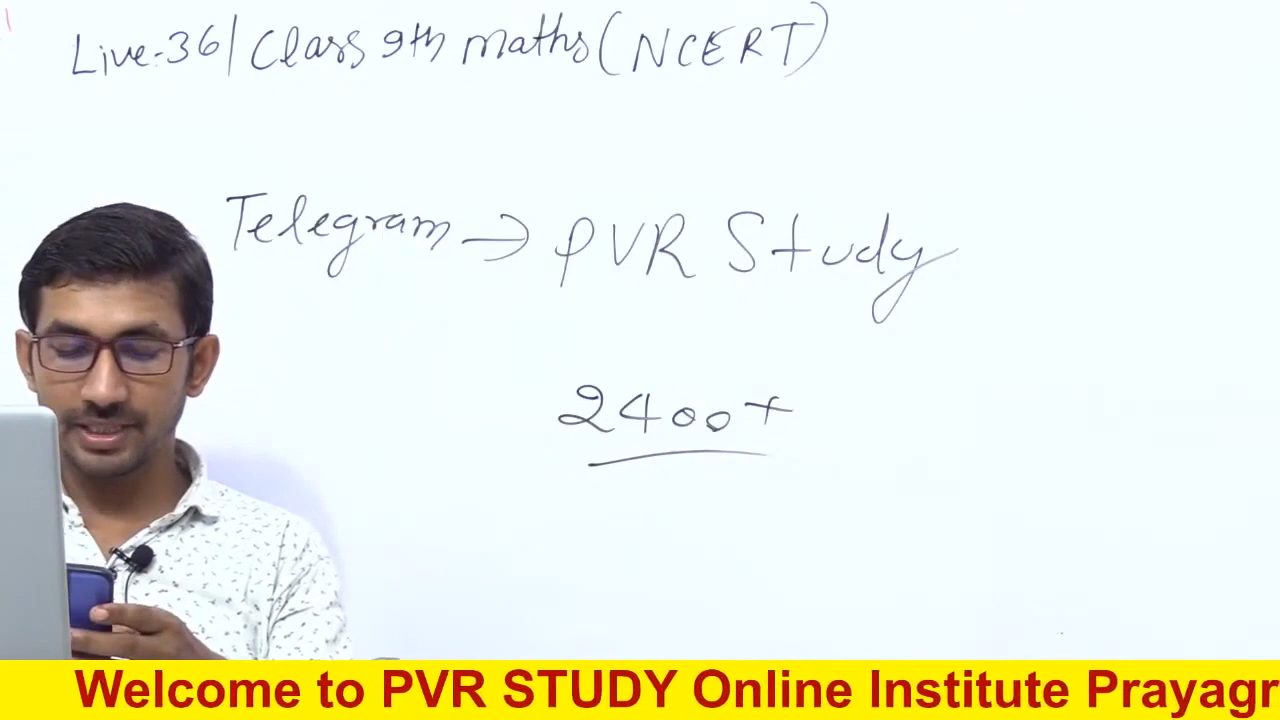 Live:-36/ Class 9th maths (NCERT)
Telegram → PVR Study
2400+
Welcome to PVR STUDY Online Institute Prayagr